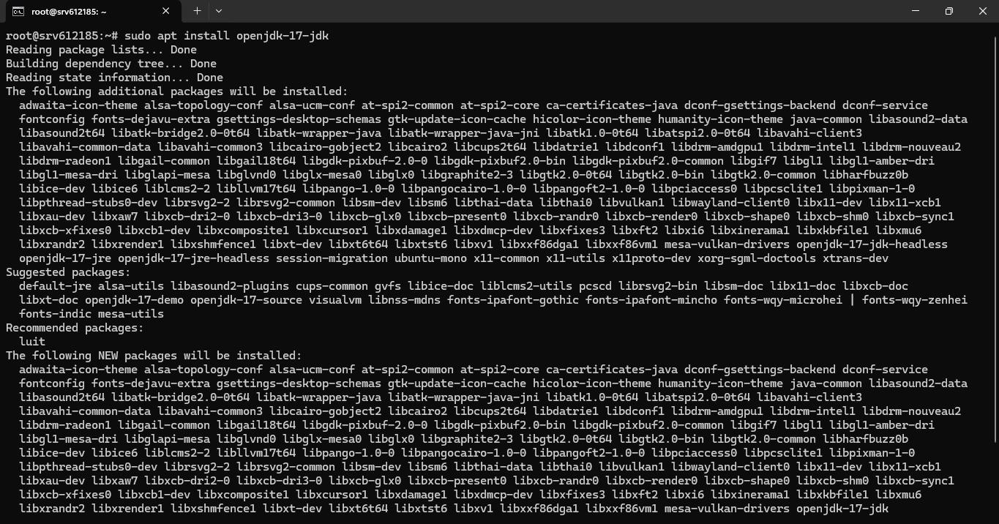 root@srv612185: ~
root@srv612185:~# sudo apt install openjdk-17-jdk
Reading package lists... Done
Building dependency tree... Done
Reading state information... Done
The following additional packages will be installed:
  adwaita-icon-theme alsa-topology-conf alsa-ucm-conf at-spi2-common at-spi2-core ca-certificates-java dconf-gsettings-backend dconf-service
  fontconfig fonts-dejavu-extra gsettings-desktop-schemas gtk-update-icon-cache hicolor-icon-theme humanity-icon-theme java-common libasound2-data
  libasound2t64 libatk-bridge2.0-0t64 libatk-wrapper-java libatk-wrapper-java-jni libatk1.0-0t64 libatspi2.0-0t64 libavahi-client3
  libavahi-common-data libavahi-common3 libcairo-gobject2 libcairo2 libcups2t64 libdatrie1 libdconf1 libdrm-amdgpu1 libdrm-intel1 libdrm-nouveau2
  libdrm-radeon1 libgail-common libgail18t64 libgdk-pixbuf-2.0-0 libgdk-pixbuf2.0-bin libgdk-pixbuf2.0-common libgif7 libgl1 libgl1-amber-dri
  libgl1-mesa-dri libglapi-mesa libglvnd0 libglx-mesa0 libglx0 libgraphite2-3 libgtk2.0-0t64 libgtk2.0-bin libgtk2.0-common libharfbuzz0b
  libice-dev libice6 liblcms2-2 libllvm17t64 libpango-1.0-0 libpangocairo-1.0-0 libpangoft2-1.0-0 libpciaccess0 libpcsclite1 libpixman-1-0
  libpthread-stubs0-dev librsvg2-2 librsvg2-common libsm-dev libsm6 libthai-data libthai0 libvulkan1 libwayland-client0 libx11-dev libx11-xcb1
  libxau-dev libxaw7 libxcb-dri2-0 libxcb-dri3-0 libxcb-glx0 libxcb-present0 libxcb-randr0 libxcb-render0 libxcb-shape0 libxcb-shm0 libxcb-sync1
  libxcb-xfixes0 libxcb1-dev libxcomposite1 libxcursor1 libxdamage1 libxdmcp-dev libxfixes3 libxft2 libxi6 libxinerama1 libxkbfile1 libxmu6
  libxrandr2 libxrender1 libxshmfence1 libxt-dev libxt6t64 libxtst6 libxv1 libxxf86dga1 libxxf86vm1 mesa-vulkan-drivers openjdk-17-jdk-headless
  openjdk-17-jre openjdk-17-jre-headless session-migration ubuntu-mono x11-common x11-utils x11proto-dev xorg-sgml-doctools xtrans-dev
Suggested packages:
  default-jre alsa-utils libasound2-plugins cups-common gvfs libice-doc liblcms2-utils pcscd librsvg2-bin libsm-doc libx11-doc libxcb-doc
  libxt-doc openjdk-17-demo openjdk-17-source visualvm libnss-mdns fonts-ipafont-gothic fonts-ipafont-mincho fonts-wqy-microhei | fonts-wqy-zenhei
  fonts-indic mesa-utils
Recommended packages:
  luit
The following NEW packages will be installed:
  adwaita-icon-theme alsa-topology-conf alsa-ucm-conf at-spi2-common at-spi2-core ca-certificates-java dconf-gsettings-backend dconf-service
  fontconfig fonts-dejavu-extra gsettings-desktop-schemas gtk-update-icon-cache hicolor-icon-theme humanity-icon-theme java-common libasound2-data
  libasound2t64 libatk-bridge2.0-0t64 libatk-wrapper-java libatk-wrapper-java-jni libatk1.0-0t64 libatspi2.0-0t64 libavahi-client3
  libavahi-common-data libavahi-common3 libcairo-gobject2 libcairo2 libcups2t64 libdatrie1 libdconf1 libdrm-amdgpu1 libdrm-intel1 libdrm-nouveau2
  libdrm-radeon1 libgail-common libgail18t64 libgdk-pixbuf-2.0-0 libgdk-pixbuf2.0-bin libgdk-pixbuf2.0-common libgif7 libgl1 libgl1-amber-dri
  libgl1-mesa-dri libglapi-mesa libglvnd0 libglx-mesa0 libglx0 libgraphite2-3 libgtk2.0-0t64 libgtk2.0-bin libgtk2.0-common libharfbuzz0b
  libice-dev libice6 liblcms2-2 libllvm17t64 libpango-1.0-0 libpangocairo-1.0-0 libpangoft2-1.0-0 libpciaccess0 libpcsclite1 libpixman-1-0
  libpthread-stubs0-dev librsvg2-2 librsvg2-common libsm-dev libsm6 libthai-data libthai0 libvulkan1 libwayland-client0 libx11-dev libx11-xcb1
  libxau-dev libxaw7 libxcb-dri2-0 libxcb-dri3-0 libxcb-glx0 libxcb-present0 libxcb-randr0 libxcb-render0 libxcb-shape0 libxcb-shm0 libxcb-sync1
  libxcb-xfixes0 libxcb1-dev libxcomposite1 libxcursor1 libxdamage1 libxdmcp-dev libxfixes3 libxft2 libxi6 libxinerama1 libxkbfile1 libxmu6
  libxrandr2 libxrender1 libxshmfence1 libxt-dev libxt6t64 libxtst6 libxv1 libxxf86dga1 libxxf86vm1 mesa-vulkan-drivers openjdk-17-jdk